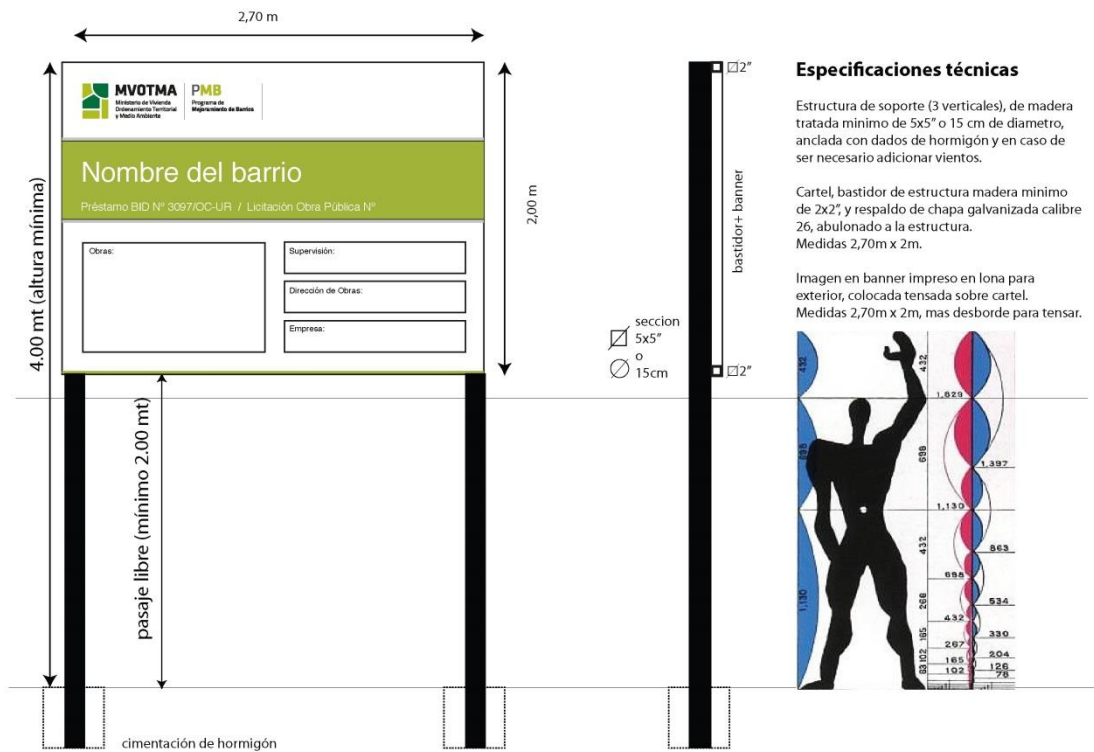 2,70 m
MVOTMA
Ministerio de Vivienda
Ordenamiento Territorial
y Medio Ambiente
PMB
Programa de
Mejoramiento de Barrios
Nombre del barrio
Préstamo BID Nº 3097/OC-UR / Licitación Obra Pública Nº
Obras:
Supervisión:
Dirección de Obras:
Empresa:
4.00 mt (altura mínima)
2,00 m
pasaje libre (mínimo 2.00 mt)
cimentación de hormigón
2"
bastidor+ banner
seccion
5x5"
o
15cm
2"
Especificaciones técnicas
Estructura de soporte (3 verticales), de madera
tratada minimo de 5x5" o 15 cm de diametro,
anclada con dados de hormigón y en caso de
ser necesario adicionar vientos.
Cartel, bastidor de estructura madera minimo
de 2x2", y respaldo de chapa galvanizada calibre
26, abulonado a la estructura.
Medidas 2,70m x 2m.
Imagen en banner impreso en lona para
exterior, colocada tensada sobre cartel.
Medidas 2,70m x 2m, mas desborde para tensar.
432
432
1,829
698
698
1,397
1,130
432
863
698
1,130
268
534
432
165
330
267
102
204
165
126
63
102
78